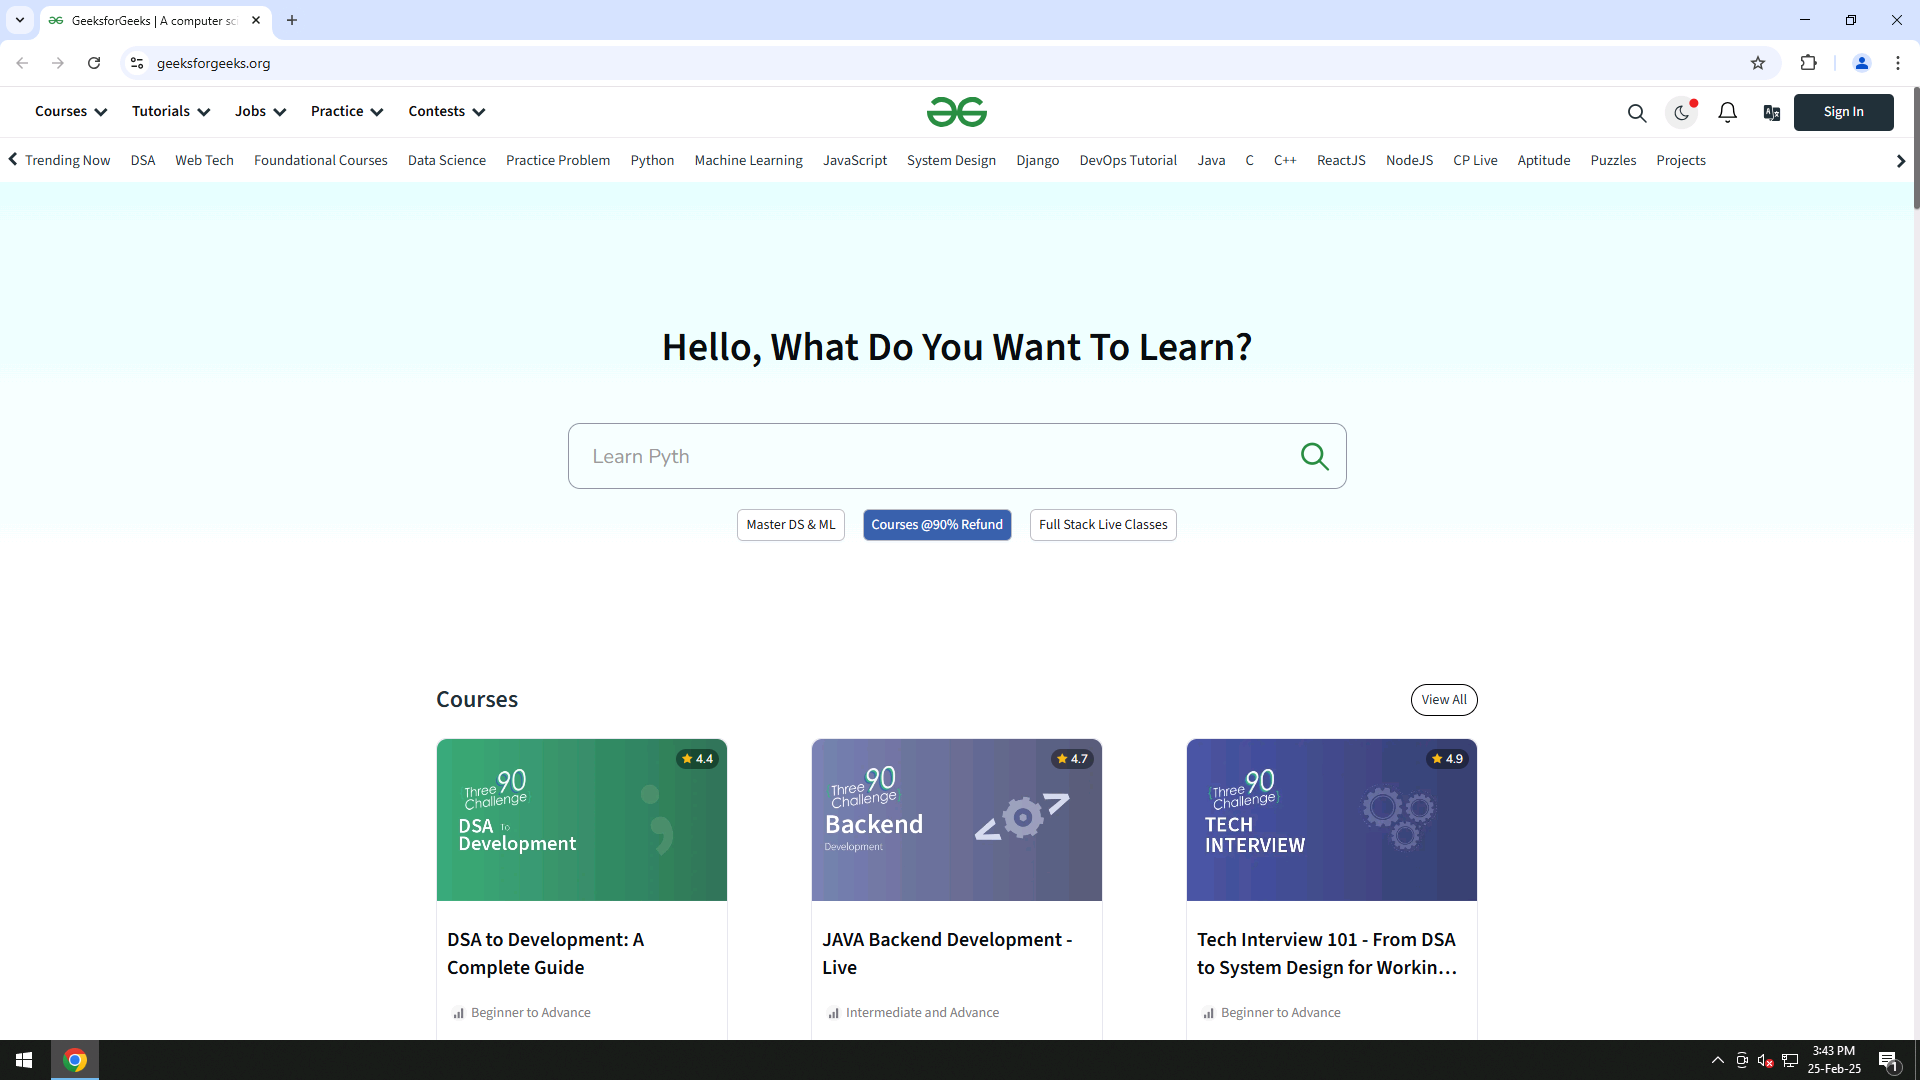 GeeksforGeeks | A computer sci
geeksforgeeks.org
Courses Tutorials Jobs Practice Contests
Sign In
Trending Now DSA Web Tech Foundational Courses Data Science Practice Problem Python Machine Learning JavaScript System Design Django DevOps Tutorial Java C C++ ReactJS NodeJS CP Live Aptitude Puzzles Projects
Hello, What Do You Want To Learn?
Learn Pyth
Master DS & ML Courses @90% Refund Full Stack Live Classes
Courses
View All
4.4
Three 90 Challenge
DSA To
Development
DSA to Development: A
Complete Guide
Beginner to Advance
4.7
Three 90 Challenge
Backend
Development
JAVA Backend Development -
Live
Intermediate and Advance
4.9
Three 90 Challenge
TECH
INTERVIEW
Tech Interview 101 - From DSA
to System Design for Workin...
Beginner to Advance
3:43 PM
25-Feb-25
1